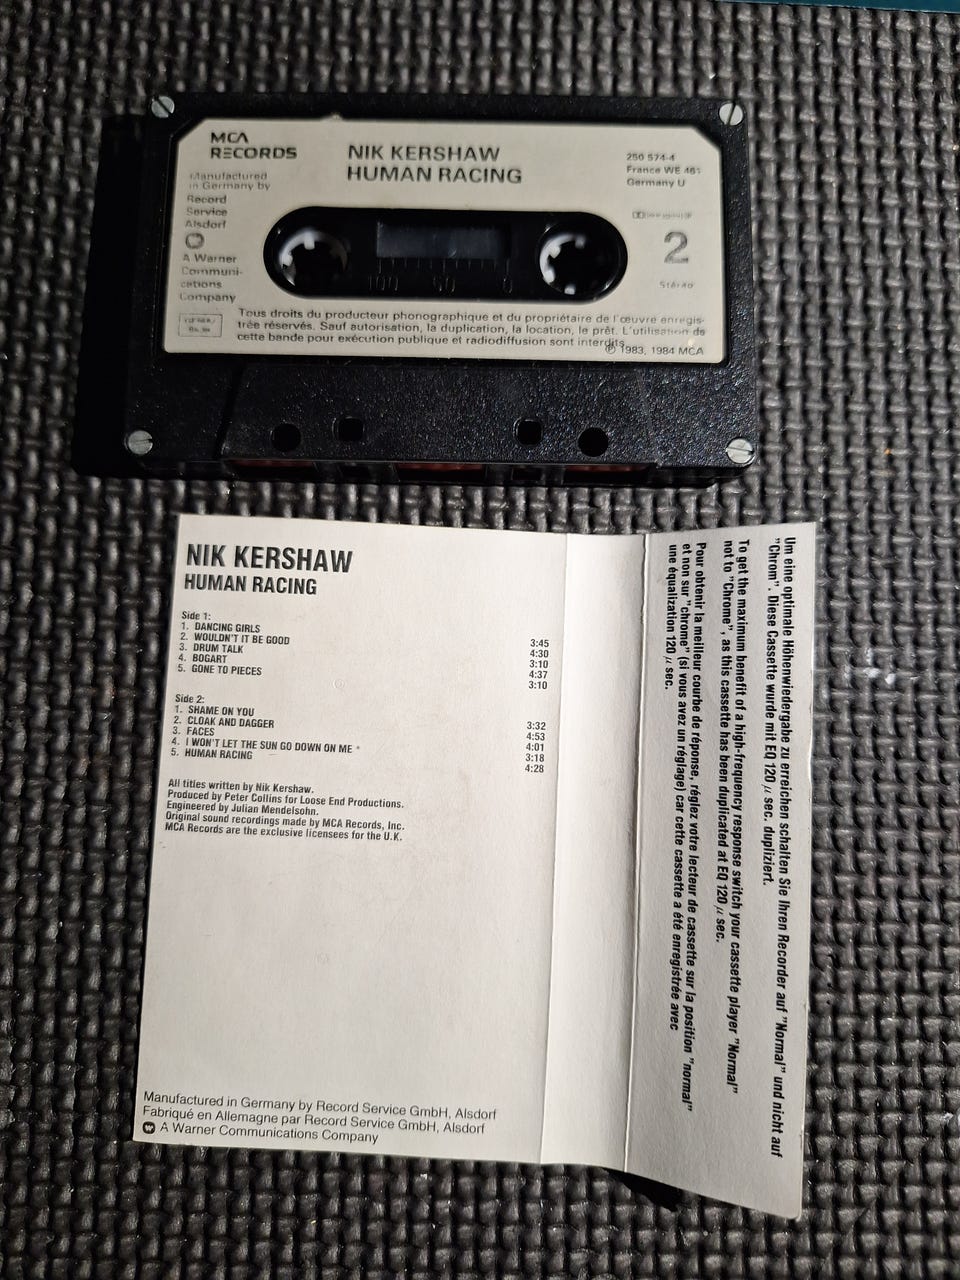 MCA
RECORDS
Manufactured
in Germany by
Record
Service
Alsdorf
A Warner
Communi-
cations
Company
NIK KERSHAW
HUMAN RACING
250 574-4
France WE
Germany U
2
Stéréo
100 50 0
Tous droits du producteur phonographique et du propriétaire de l'œuvre enregis-
trée réservés. Sauf autorisation, la duplication, la location, le prêt. L'utilisation de
cette bande pour exécution publique et radiodiffusion sont interdits.
℗ 1983, 1984 MCA
NIK KERSHAW
HUMAN RACING
Side 1:
1. DANCING GIRLS 3:45
2. WOULDN'T IT BE GOOD 4:30
3. DRUM TALK 3:10
4. BOGART 4:37
5. GONE TO PIECES 3:10
Side 2:
1. SHAME ON YOU 3:32
2. CLOAK AND DAGGER 4:53
3. FACES 4:01
4. I WON'T LET THE SUN GO DOWN ON ME * 3:18
5. HUMAN RACING 4:28
All titles written by Nik Kershaw.
Produced by Peter Collins for Loose End Productions.
Engineered by Julian Mendelsohn.
Original sound recordings made by MCA Records, Inc.
MCA Records are the exclusive licensees for the U.K.
Manufactured in Germany by Record Service GmbH, Alsdorf
Fabriqué en Allemagne par Record Service GmbH, Alsdorf
A Warner Communications Company
Um eine optimale Höhenwiedergabe zu erreichen schalten Sie Ihren Recorder auf "Normal" und nicht auf
"Chrom". Diese Cassette wurde mit EQ 120 µ sec. dupliziert.
To get the maximum benefit of a high-frequency response switch your cassette player "Normal"
not to "Chrome", as this cassette has been duplicated at EQ 120 µ sec.
Pour obtenir la meilleur courbe de réponse, réglez votre lecteur de cassette sur la position "normal"
et non sur "chrome" (si vous avez un réglage) car cette cassette a été enregistrée avec
une équalization 120 µ sec.